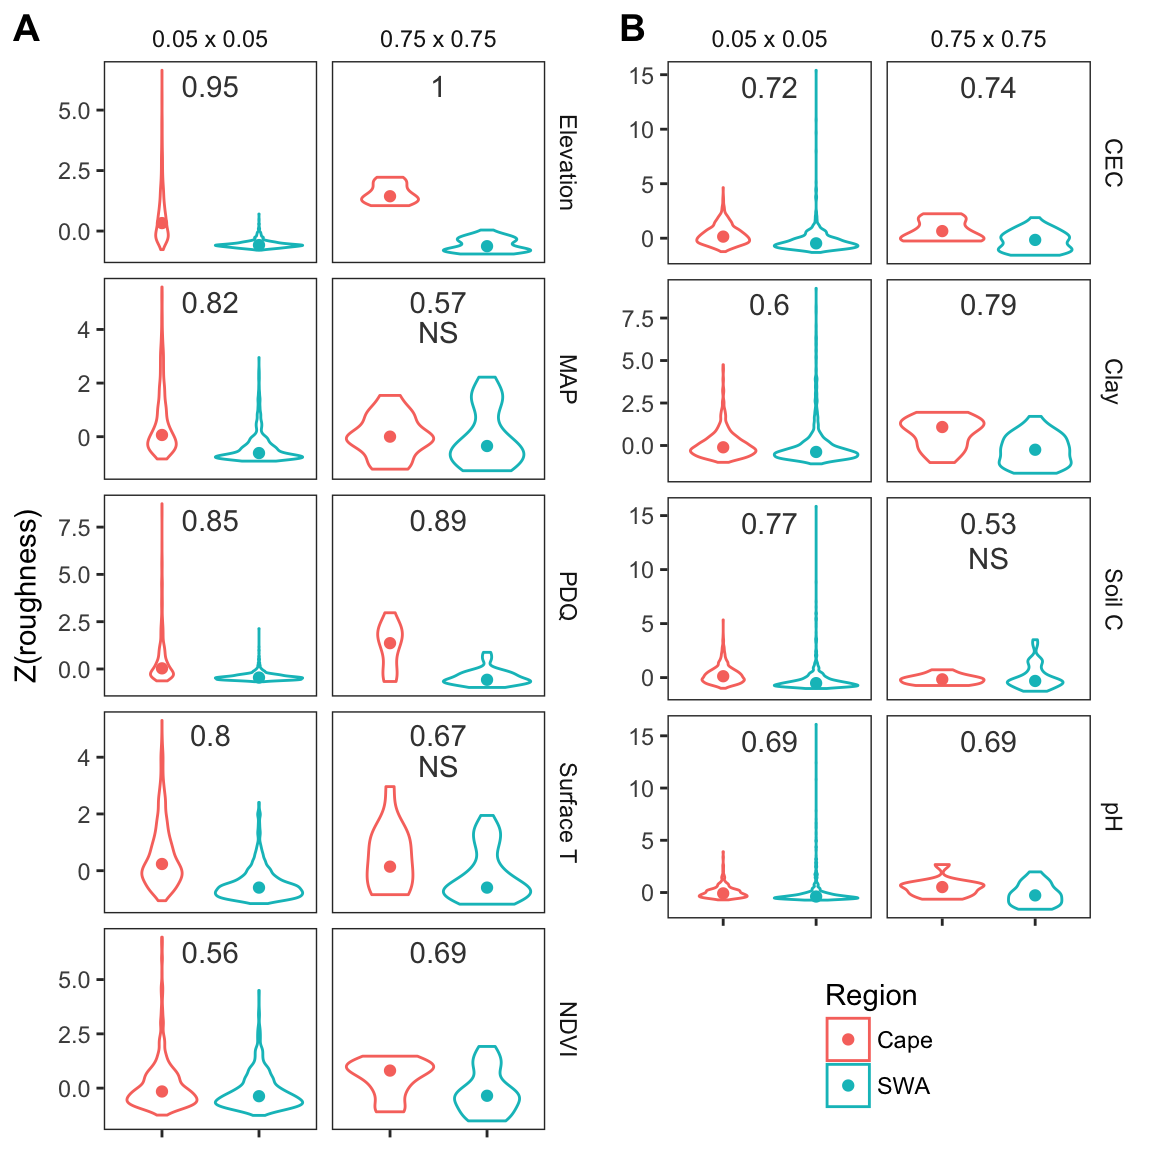 A
0.05 x 0.05
0.75 x 0.75
Z(roughness)
5.0
2.5
0.0
0.95
1
Elevation
4
2
0
0.82
0.57
NS
MAP
7.5
5.0
2.5
0.0
0.85
0.89
PDQ
4
2
0
0.8
0.67
NS
Surface T
5.0
2.5
0.0
0.56
0.69
NDVI
B
0.05 x 0.05
0.75 x 0.75
15
10
5
0
0.72
0.74
CEC
7.5
5.0
2.5
0.0
0.6
0.79
Clay
15
10
5
0
0.77
0.53
NS
Soil C
15
10
5
0
0.69
0.69
pH
Region
Cape
SWA